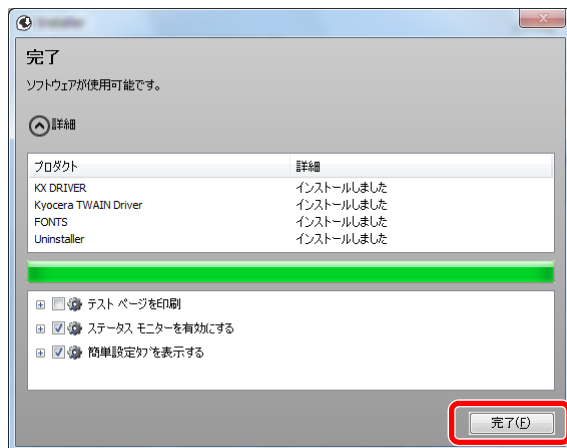 完了
ソフトウェアが使用可能です。
詳細
プロダクト 詳細
KX DRIVER インストールしました
Kyocera TWAIN Driver インストールしました
FONTS インストールしました
Uninstaller インストールしました
テスト ページを印刷
ステータス モニターを有効にする
簡単設定タブを表示する
完了(F)